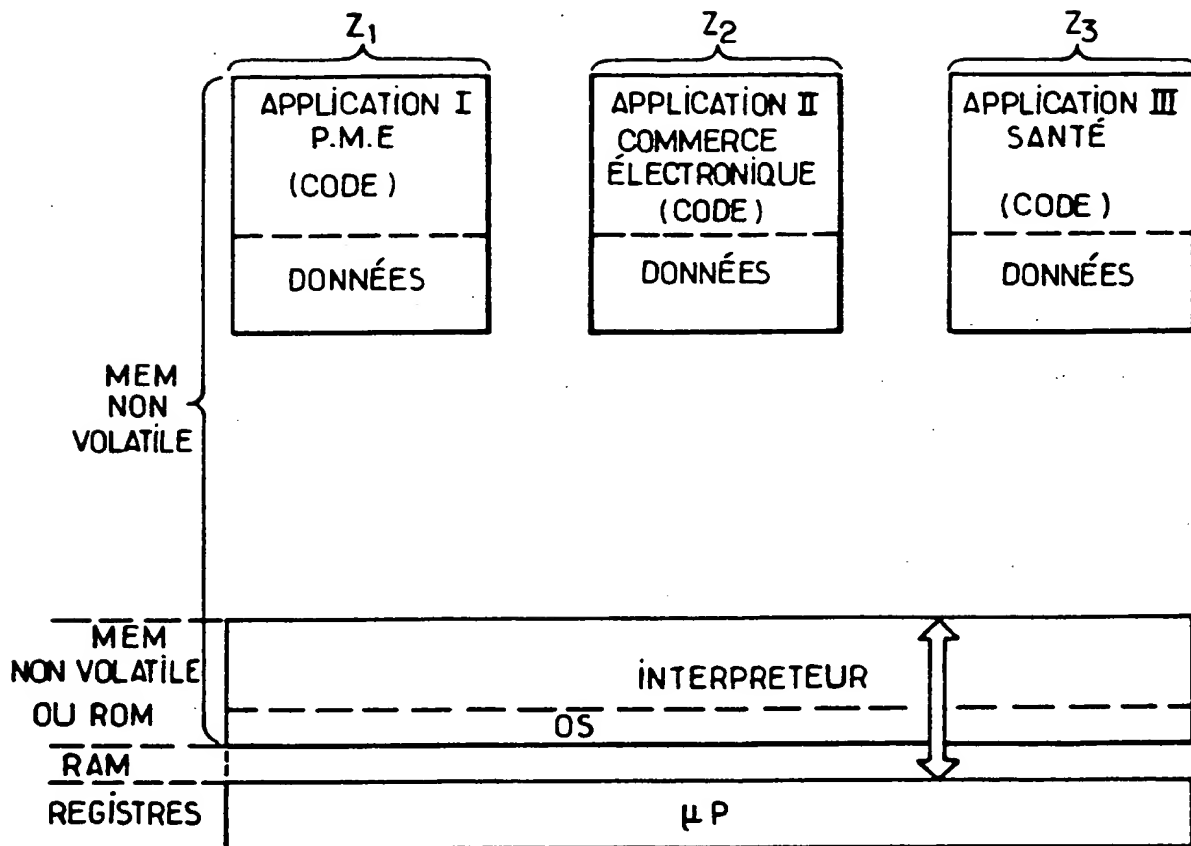 Z1
Z2
Z3
APPLICATION I
P.M.E
(CODE)
DONNÉES
APPLICATION II
COMMERCE
ÉLECTRONIQUE
(CODE)
DONNÉES
APPLICATION III
SANTÉ
(CODE)
DONNÉES
MEM
NON
VOLATILE
MEM
NON VOLATILE
OU ROM
INTERPRETEUR
OS
RAM
REGISTRES
µP